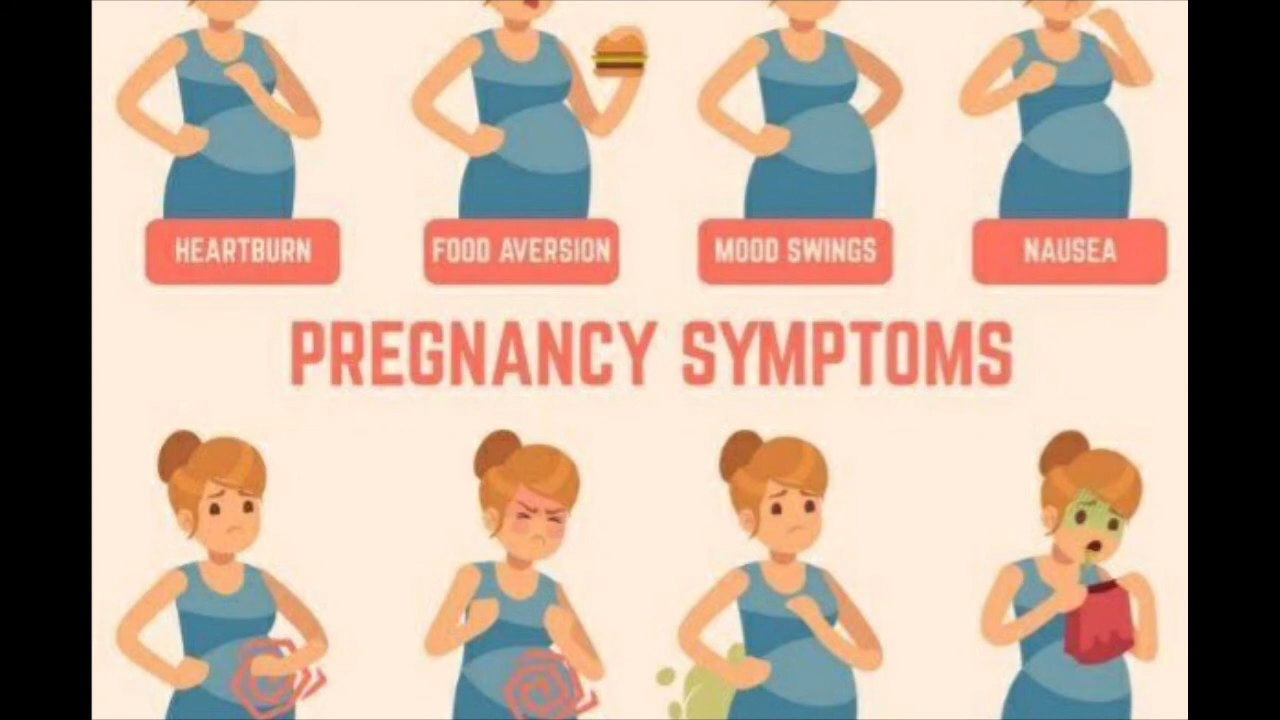 HEARTBURN
FOOD AVERSION
MOOD SWINGS
NAUSEA
PREGNANCY SYMPTOMS